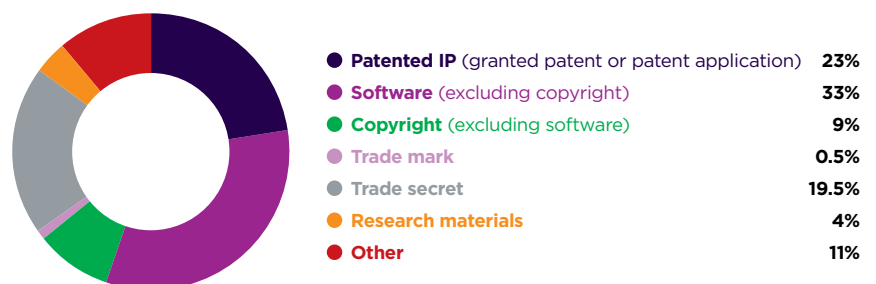 Patented IP (granted patent or patent application) 23%
Software (excluding copyright) 33%
Copyright (excluding software) 9%
Trade mark 0.5%
Trade secret 19.5%
Research materials 4%
Other 11%